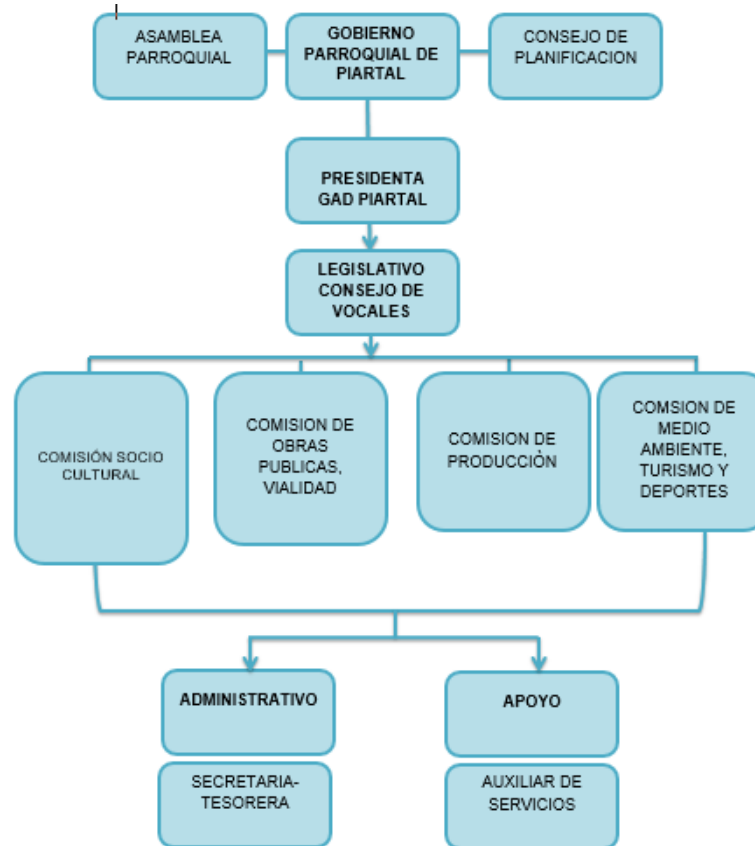 ASAMBLEA
PARROQUIAL
GOBIERNO
PARROQUIAL DE
PIARTAL
CONSEJO DE
PLANIFICACION
PRESIDENTA
GAD PIARTAL
LEGISLATIVO
CONSEJO DE
VOCALES
COMISIÓN SOCIO
CULTURAL
COMISION DE
OBRAS
PUBLICAS,
VIALIDAD
COMISION DE
PRODUCCIÒN
COMSION DE
MEDIO
AMBIENTE,
TURISMO Y
DEPORTES
ADMINISTRATIVO
SECRETARIA-
TESORERA
APOYO
AUXILIAR DE
SERVICIOS